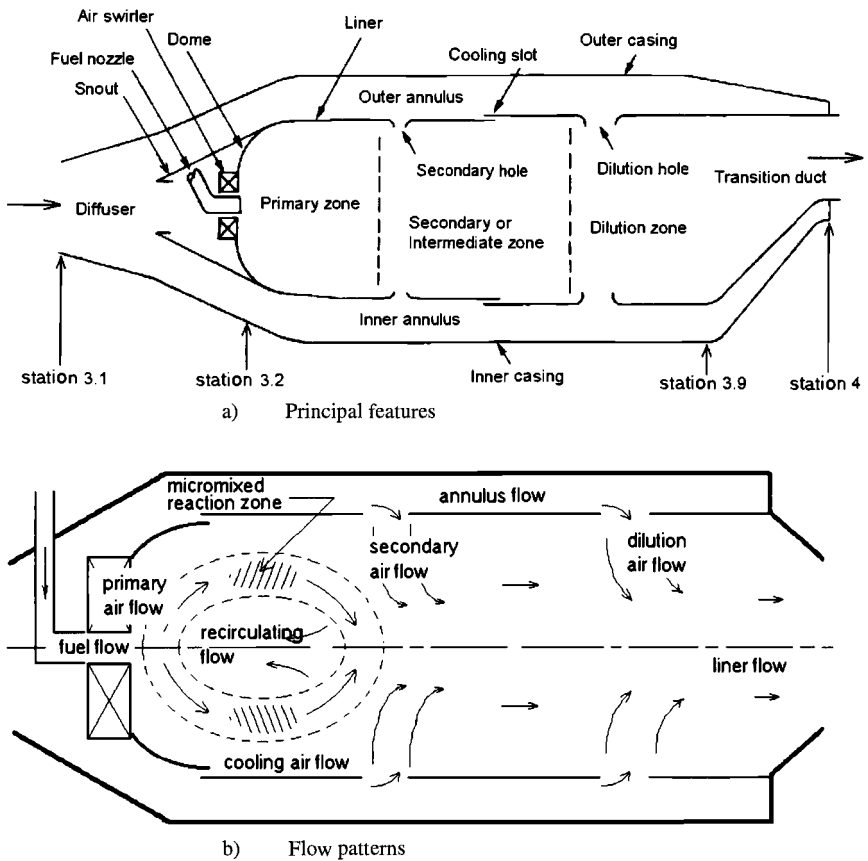 Air swirler
Fuel nozzle
Snout
Dome
Liner
Cooling slot
Outer casing
Outer annulus
Secondary hole
Dilution hole
Transition duct
Diffuser
Primary zone
Secondary or
Intermediate zone
Dilution zone
Inner annulus
station 3.1
station 3.2
Inner casing
station 3.9
station 4
a) Principal features
micromixed
reaction zone
annulus flow
primary
air flow
secondary
air flow
dilution
air flow
fuel flow
recirculating
flow
liner flow
cooling air flow
b) Flow patterns